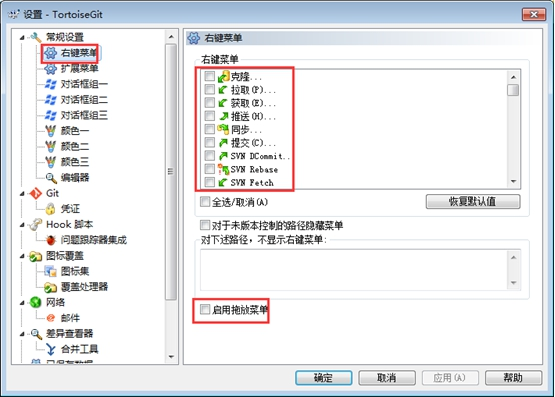 设置 - TortoiseGit
常规设置
右键菜单
扩展菜单
对话框组一
对话框组二
对话框组三
颜色一
颜色二
颜色三
编辑器
Git
凭证
Hook 脚本
问题跟踪器集成
图标覆盖
图标集
覆盖处理器
网络
邮件
差异查看器
合并工具
已保存数据
右键菜单
右键菜单
克隆...
拉取(P)...
获取(E)...
推送(H)...
同步...
提交(C)...
SVN DCommit..
SVN Rebase
SVN Fetch
全选/取消(A)
恢复默认值
对于未版本控制的路径隐藏菜单
对下述路径，不显示右键菜单:
启用拖放菜单
确定
取消
应用(A)
帮助